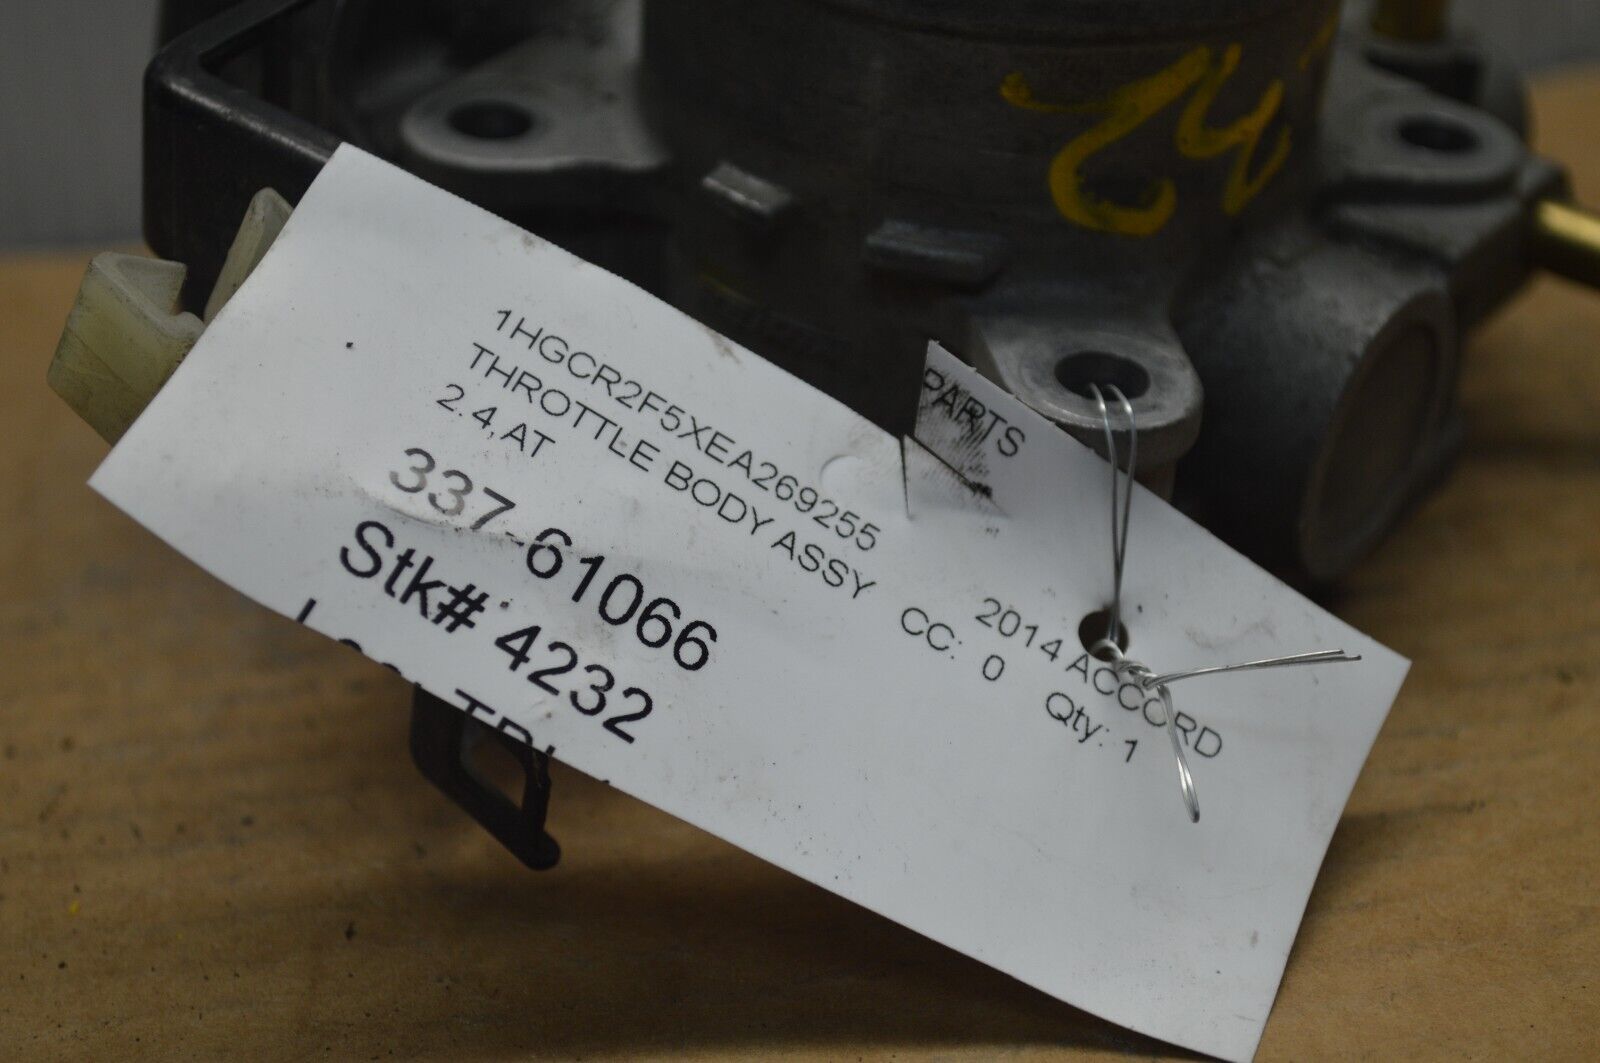 PARTS
1HGCR2F5XEA269255 2014 ACCORD
THROTTLE BODY ASSY CC: 0 Qty: 1
2.4,AT
337-61066
Stk# 4232